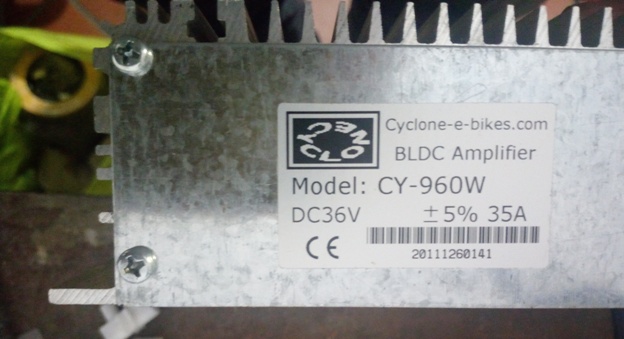 CYCLONE
Cyclone-e-bikes.com
BLDC Amplifier
Model: CY-960W
DC36V ±5% 35A
CE
20111260141